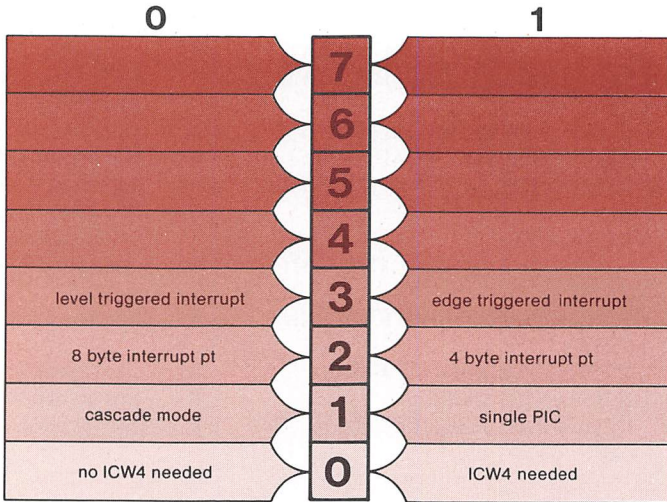 0 1
7
6
5
4
level triggered interrupt 3 edge triggered interrupt
8 byte interrupt pt 2 4 byte interrupt pt
cascade mode 1 single PIC
no ICW4 needed 0 ICW4 needed